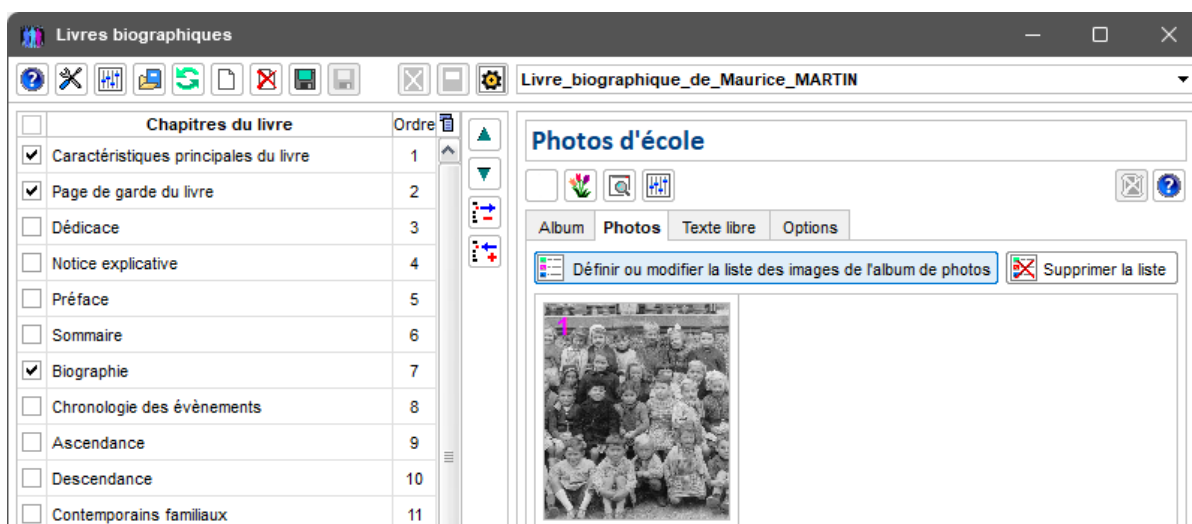 Livres biographiques
Livre_biographique_de_Maurice_MARTIN
Chapitres du livre Ordre
Caractéristiques principales du livre 1
Page de garde du livre 2
Dédicace 3
Notice explicative 4
Préface 5
Sommaire 6
Biographie 7
Chronologie des évènements 8
Ascendance 9
Descendance 10
Contemporains familiaux 11
Photos d'école
Album Photos Texte libre Options
Définir ou modifier la liste des images de l'album de photos Supprimer la liste
1